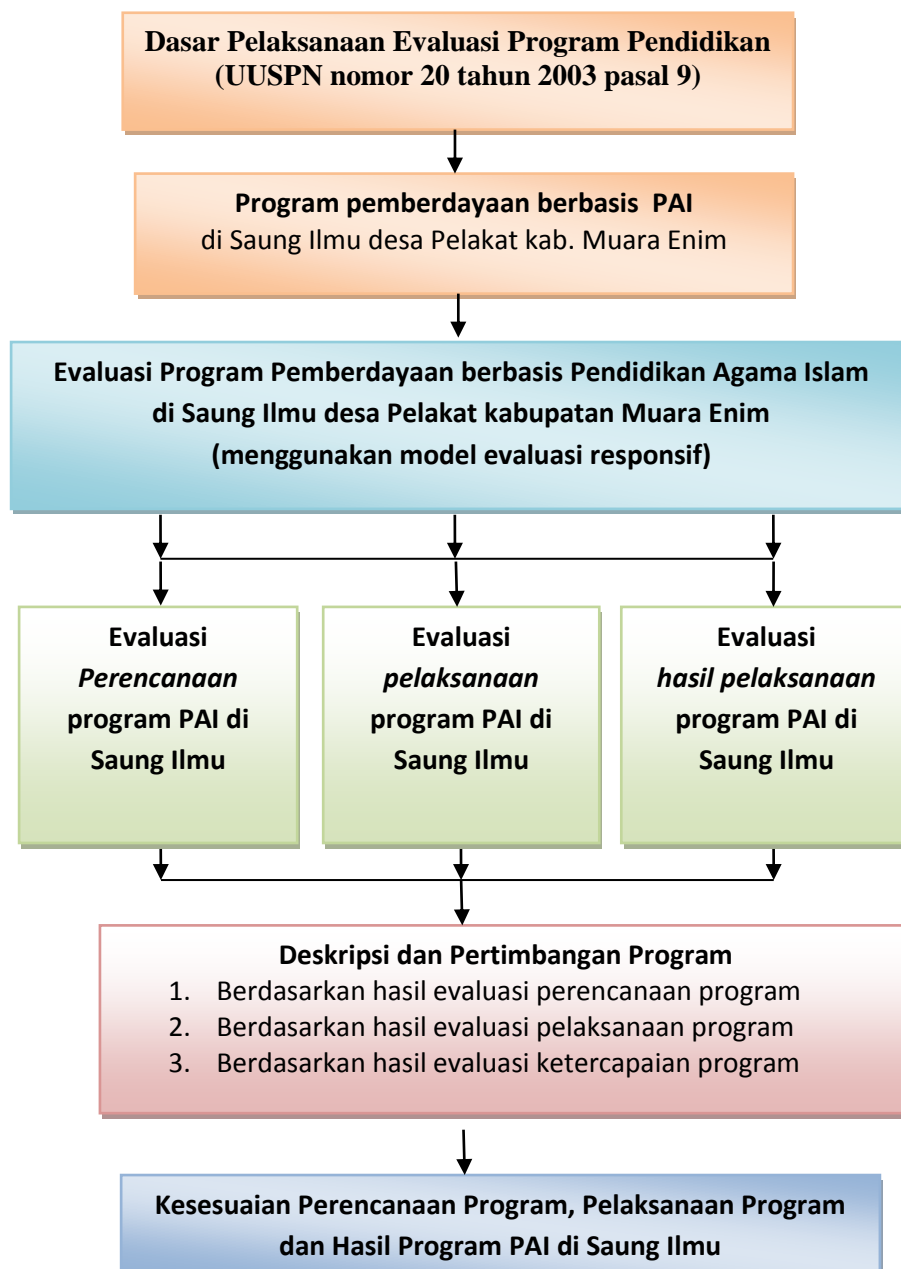 Dasar Pelaksanaan Evaluasi Program Pendidikan
(UUSPN nomor 20 tahun 2003 pasal 9)
Program pemberdayaan berbasis PAI
di Saung Ilmu desa Pelakat kab. Muara Enim
Evaluasi Program Pemberdayaan berbasis Pendidikan Agama Islam
di Saung Ilmu desa Pelakat kabupatan Muara Enim
(menggunakan model evaluasi responsif)
Evaluasi
Perencanaan
program PAI di
Saung Ilmu
Evaluasi
pelaksanaan
program PAI di
Saung Ilmu
Evaluasi
hasil pelaksanaan
program PAI di
Saung Ilmu
Deskripsi dan Pertimbangan Program
1. Berdasarkan hasil evaluasi perencanaan program
2. Berdasarkan hasil evaluasi pelaksanaan program
3. Berdasarkan hasil evaluasi ketercapaian program
Kesesuaian Perencanaan Program, Pelaksanaan Program
dan Hasil Program PAI di Saung Ilmu